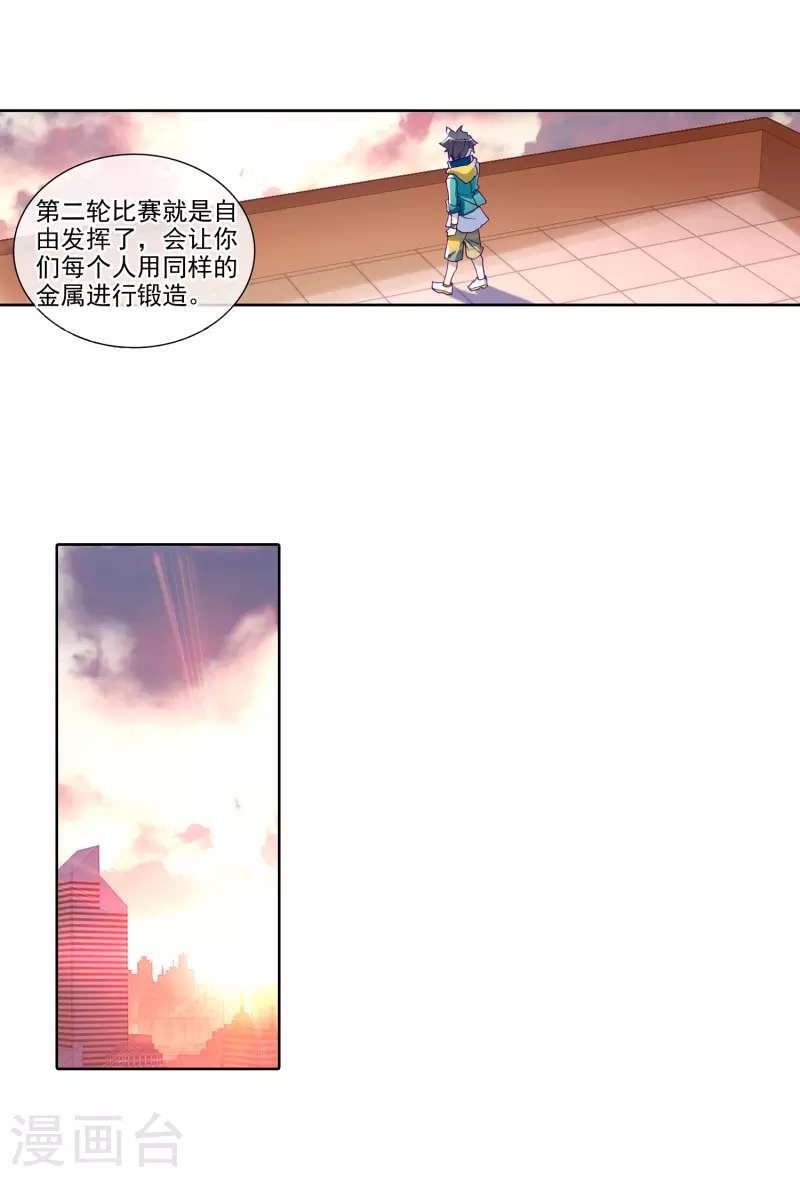 第二轮比赛就是自
由发挥了，会让你
们每个人用同样的
金属进行锻造。
漫画台